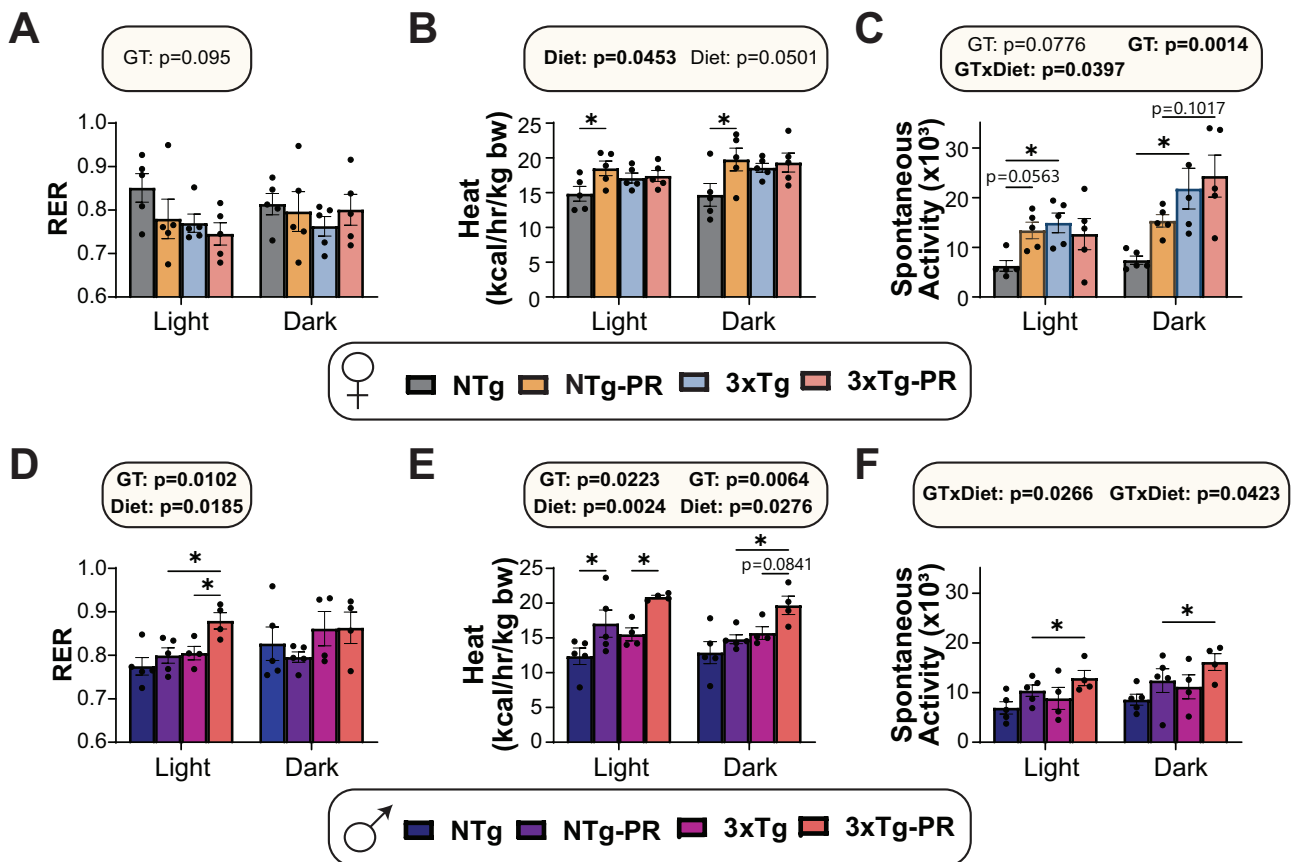 A
GT: p=0.095
RER
1.0
0.9
0.8
0.7
0.6
Light Dark
B
Diet: p=0.0453 Diet: p=0.0501
Heat
(kcal/hr/kg bw)
25
20
15
10
5
0
* *
Light Dark
C
GT: p=0.0776 GT: p=0.0014
GTxDiet: p=0.0397
Spontaneous
Activity (x10³)
30
20
10
0
p=0.1017
* *
p=0.0563
Light Dark
♀ NTg NTg-PR 3xTg 3xTg-PR
D
GT: p=0.0102
Diet: p=0.0185
RER
1.0
0.9
0.8
0.7
0.6
*
*
Light Dark
E
GT: p=0.0223 GT: p=0.0064
Diet: p=0.0024 Diet: p=0.0276
Heat
(kcal/hr/kg bw)
25
20
15
10
5
0
* * *
p=0.0841
Light Dark
F
GTxDiet: p=0.0266 GTxDiet: p=0.0423
Spontaneous
Activity (x10³)
30
20
10
0
* *
Light Dark
♂ NTg NTg-PR 3xTg 3xTg-PR